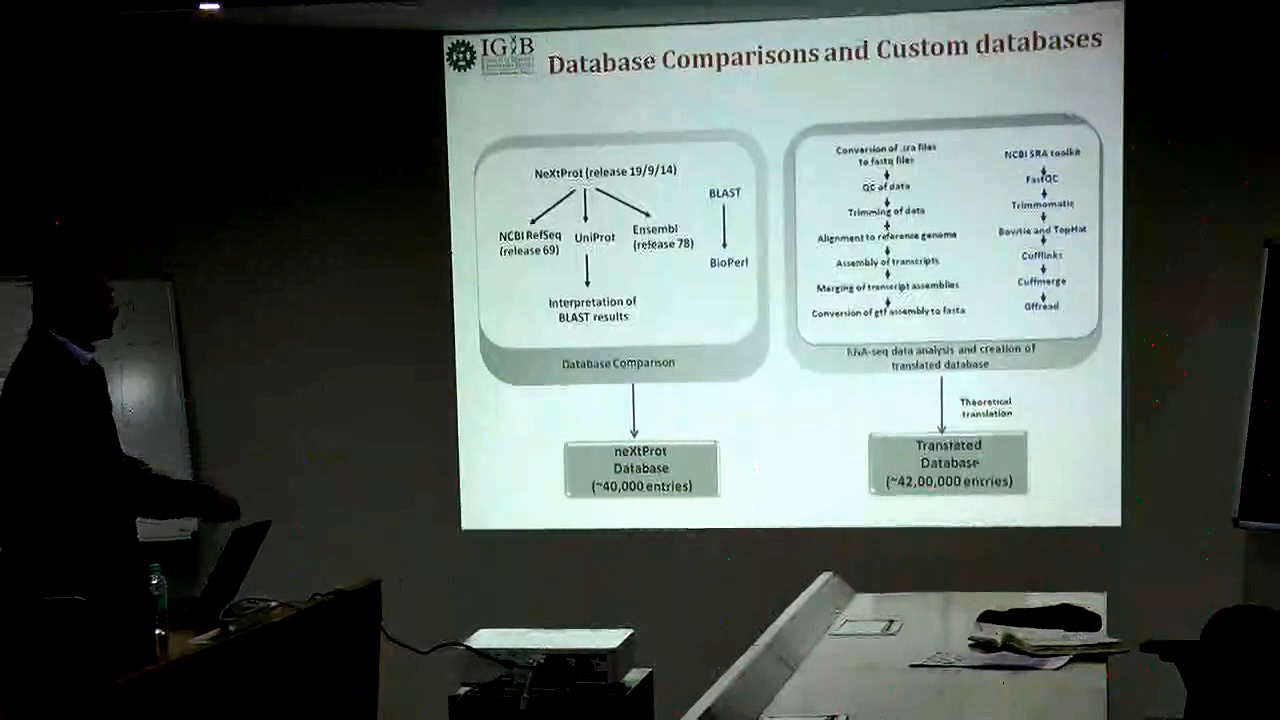 IGIB
Database Comparisons and Custom databases
NeXtProt (release 19/9/14)
NCBI RefSeq
(release 69)
UniProt
Ensembl
(release 78)
Interpretation of
BLAST results
BLAST
BioPerl
Database Comparison
neXtProt
Database
(~40,000 entries)
Conversion of .sra files
to fastq files
QC of data
Trimming of data
Alignment to reference genome
Assembly of transcripts
Merging of transcript assemblies
Conversion of gtf assembly to fasta
NCBI SRA toolkit
FastQC
Trimmomatic
Bowtie and TopHat
Cufflinks
Cuffmerge
Gffread
RNA-seq data analysis and creation of
translated database
Theoretical
translation
Translated
Database
(~42,00,000 entries)